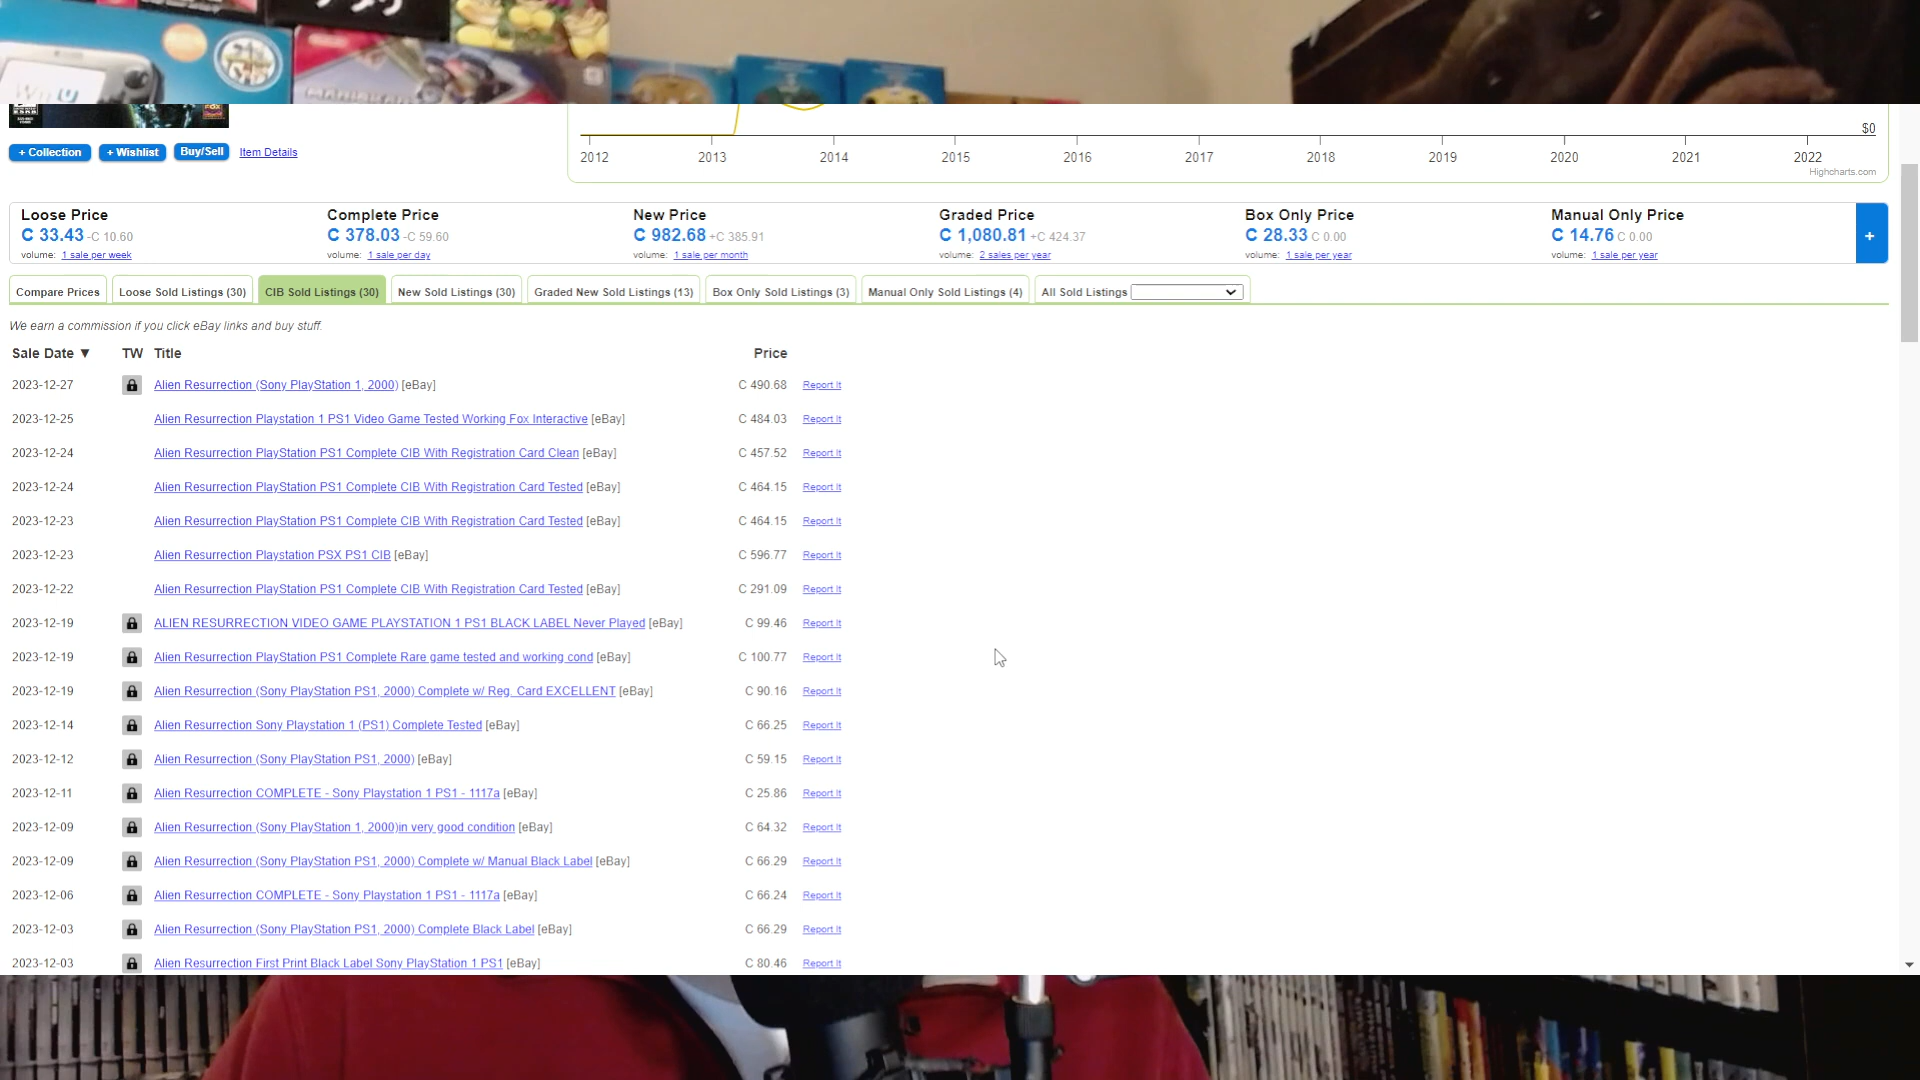 WiiU
MARIOKART
$0
2012 2013 2014 2015 2016 2017 2018 2019 2020 2021 2022
Highcharts.com
+ Collection + Wishlist Buy/Sell Item Details
Loose Price Complete Price New Price Graded Price Box Only Price Manual Only Price
C 33.43 -C 10.60 C 378.03 -C 59.60 C 982.68 +C 385.91 C 1,080.81 +C 424.37 C 28.33 C 0.00 C 14.76 C 0.00 +
volume: 1 sale per week volume: 1 sale per day volume: 1 sale per month volume: 2 sales per year volume: 1 sale per year volume: 1 sale per year
Compare Prices Loose Sold Listings (30) CIB Sold Listings (30) New Sold Listings (30) Graded New Sold Listings (13) Box Only Sold Listings (3) Manual Only Sold Listings (4) All Sold Listings
We earn a commission if you click eBay links and buy stuff.
Sale Date ▼ TW Title Price
2023-12-27 Alien Resurrection (Sony PlayStation 1, 2000) [eBay] C 490.68 Report It
2023-12-25 Alien Resurrection Playstation 1 PS1 Video Game Tested Working Fox Interactive [eBay] C 484.03 Report It
2023-12-24 Alien Resurrection PlayStation PS1 Complete CIB With Registration Card Clean [eBay] C 457.52 Report It
2023-12-24 Alien Resurrection PlayStation PS1 Complete CIB With Registration Card Tested [eBay] C 464.15 Report It
2023-12-23 Alien Resurrection PlayStation PS1 Complete CIB With Registration Card Tested [eBay] C 464.15 Report It
2023-12-23 Alien Resurrection Playstation PSX PS1 CIB [eBay] C 596.77 Report It
2023-12-22 Alien Resurrection PlayStation PS1 Complete CIB With Registration Card Tested [eBay] C 291.09 Report It
2023-12-19 ALIEN RESURRECTION VIDEO GAME PLAYSTATION 1 PS1 BLACK LABEL Never Played [eBay] C 99.46 Report It
2023-12-19 Alien Resurrection PlayStation PS1 Complete Rare game tested and working cond [eBay] C 100.77 Report It
2023-12-19 Alien Resurrection (Sony PlayStation PS1, 2000) Complete w/ Reg. Card EXCELLENT [eBay] C 90.16 Report It
2023-12-14 Alien Resurrection Sony Playstation 1 (PS1) Complete Tested [eBay] C 66.25 Report It
2023-12-12 Alien Resurrection (Sony PlayStation PS1, 2000) [eBay] C 59.15 Report It
2023-12-11 Alien Resurrection COMPLETE - Sony Playstation 1 PS1 - 1117a [eBay] C 25.86 Report It
2023-12-09 Alien Resurrection (Sony PlayStation 1, 2000)in very good condition [eBay] C 64.32 Report It
2023-12-09 Alien Resurrection (Sony PlayStation PS1, 2000) Complete w/ Manual Black Label [eBay] C 66.29 Report It
2023-12-06 Alien Resurrection COMPLETE - Sony Playstation 1 PS1 - 1117a [eBay] C 66.24 Report It
2023-12-03 Alien Resurrection (Sony PlayStation PS1, 2000) Complete Black Label [eBay] C 66.29 Report It
2023-12-03 Alien Resurrection First Print Black Label Sony PlayStation 1 PS1 [eBay] C 80.46 Report It